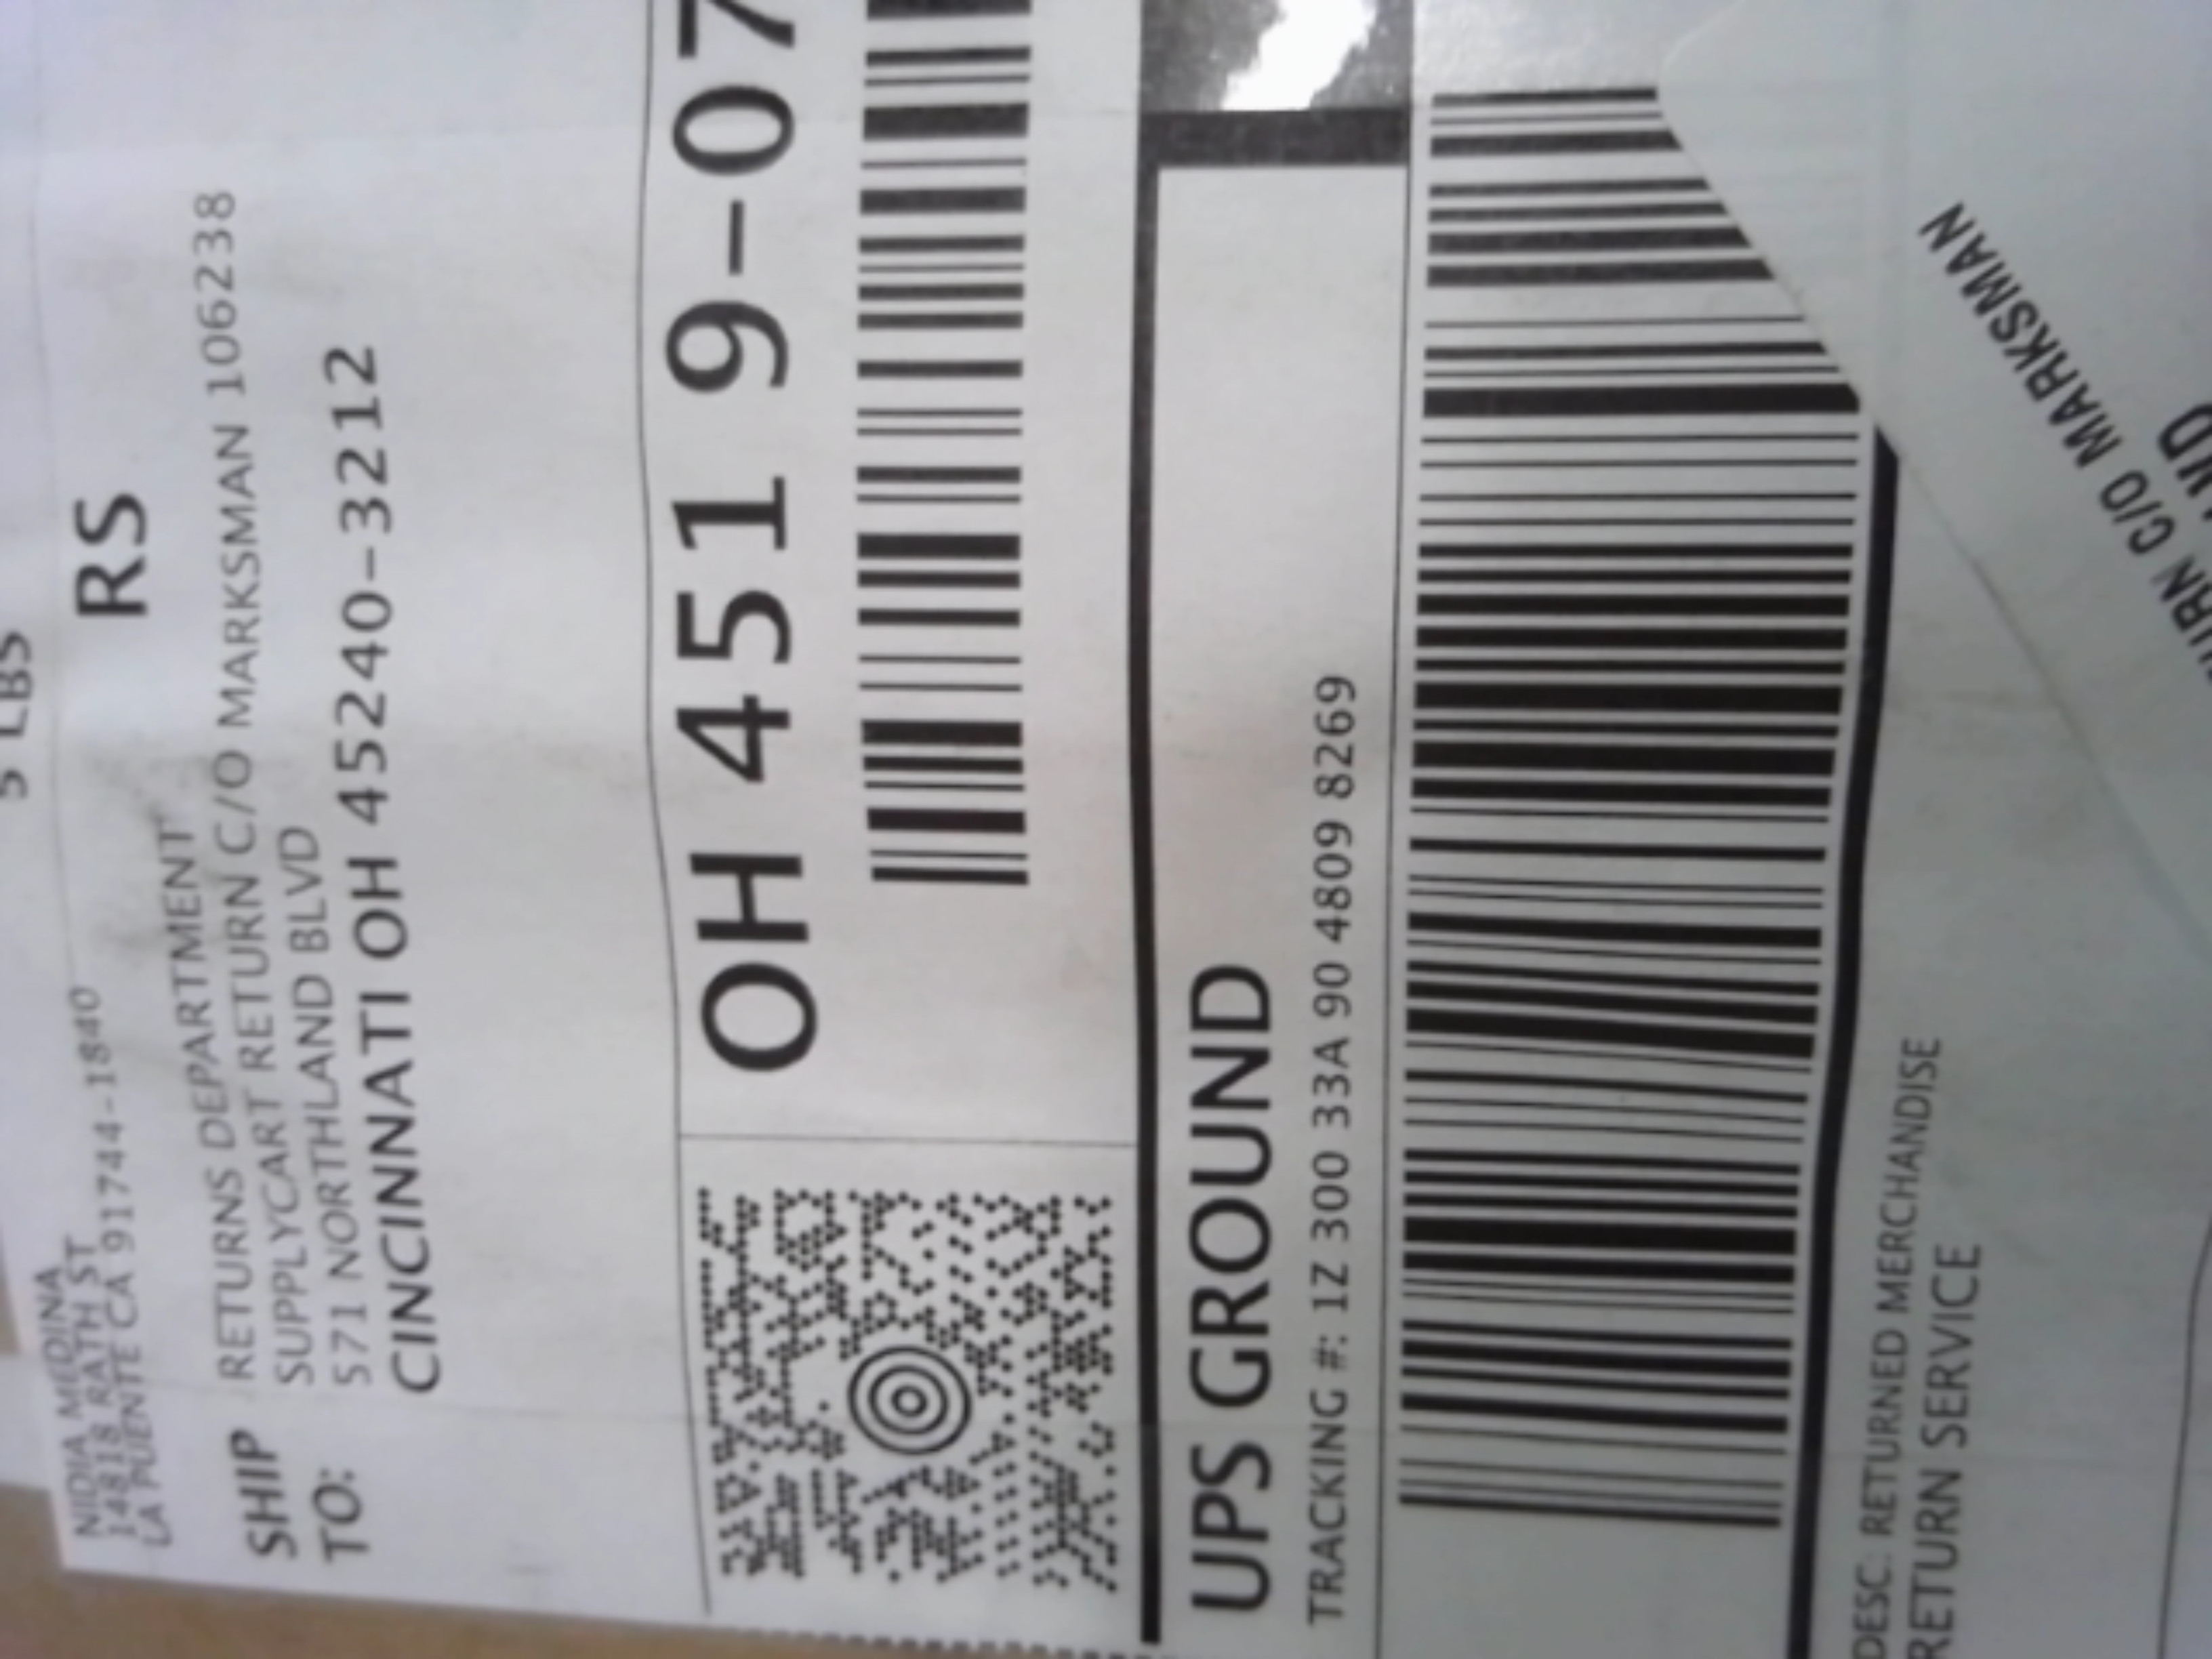 5 LBS
RS
NIDIA MEDINA
14818 RATH ST
LA PUENTE CA 91744-1840
SHIP
TO:
RETURNS DEPARTMENT
SUPPLYCART RETURN C/O MARKSMAN 106238
571 NORTHLAND BLVD
CINCINNATI OH 45240-3212
OH 451 9-07
UPS GROUND
TRACKING #: 1Z 300 33A 90 4809 8269
DESC: RETURNED MERCHANDISE
RETURN SERVICE
C/O MARKSMAN